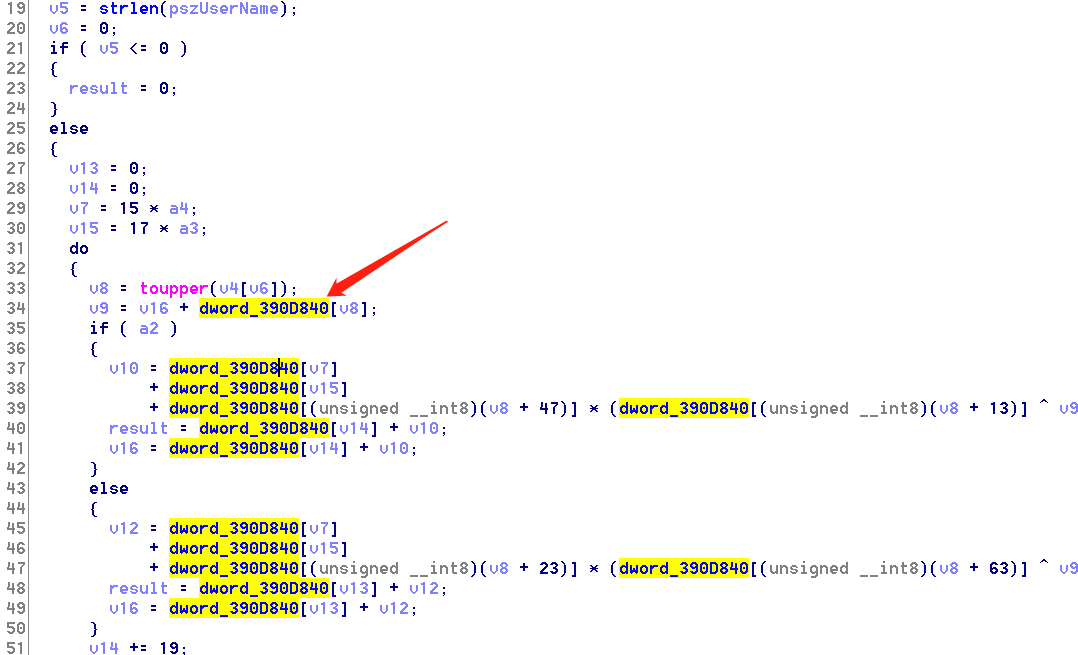 19 v5 = strlen(pszUserName);
20 v6 = 0;
21 if ( v5 <= 0 )
22 {
23 result = 0;
24 }
25 else
26 {
27 v13 = 0;
28 v14 = 0;
29 v7 = 15 * a4;
30 v15 = 17 * a3;
31 do
32 {
33 v8 = toupper(v4[v6]);
34 v9 = v16 + dword_390D840[v8];
35 if ( a2 )
36 {
37 v10 = dword_390D840[v7]
38 + dword_390D840[v15]
39 + dword_390D840[(unsigned __int8)(v8 + 47)] * (dword_390D840[(unsigned __int8)(v8 + 13)] ^ v9
40 result = dword_390D840[v14] + v10;
41 v16 = dword_390D840[v14] + v10;
42 }
43 else
44 {
45 v12 = dword_390D840[v7]
46 + dword_390D840[v15]
47 + dword_390D840[(unsigned __int8)(v8 + 23)] * (dword_390D840[(unsigned __int8)(v8 + 63)] ^ v9
48 result = dword_390D840[v13] + v12;
49 v16 = dword_390D840[v13] + v12;
50 }
51 v14 += 19;